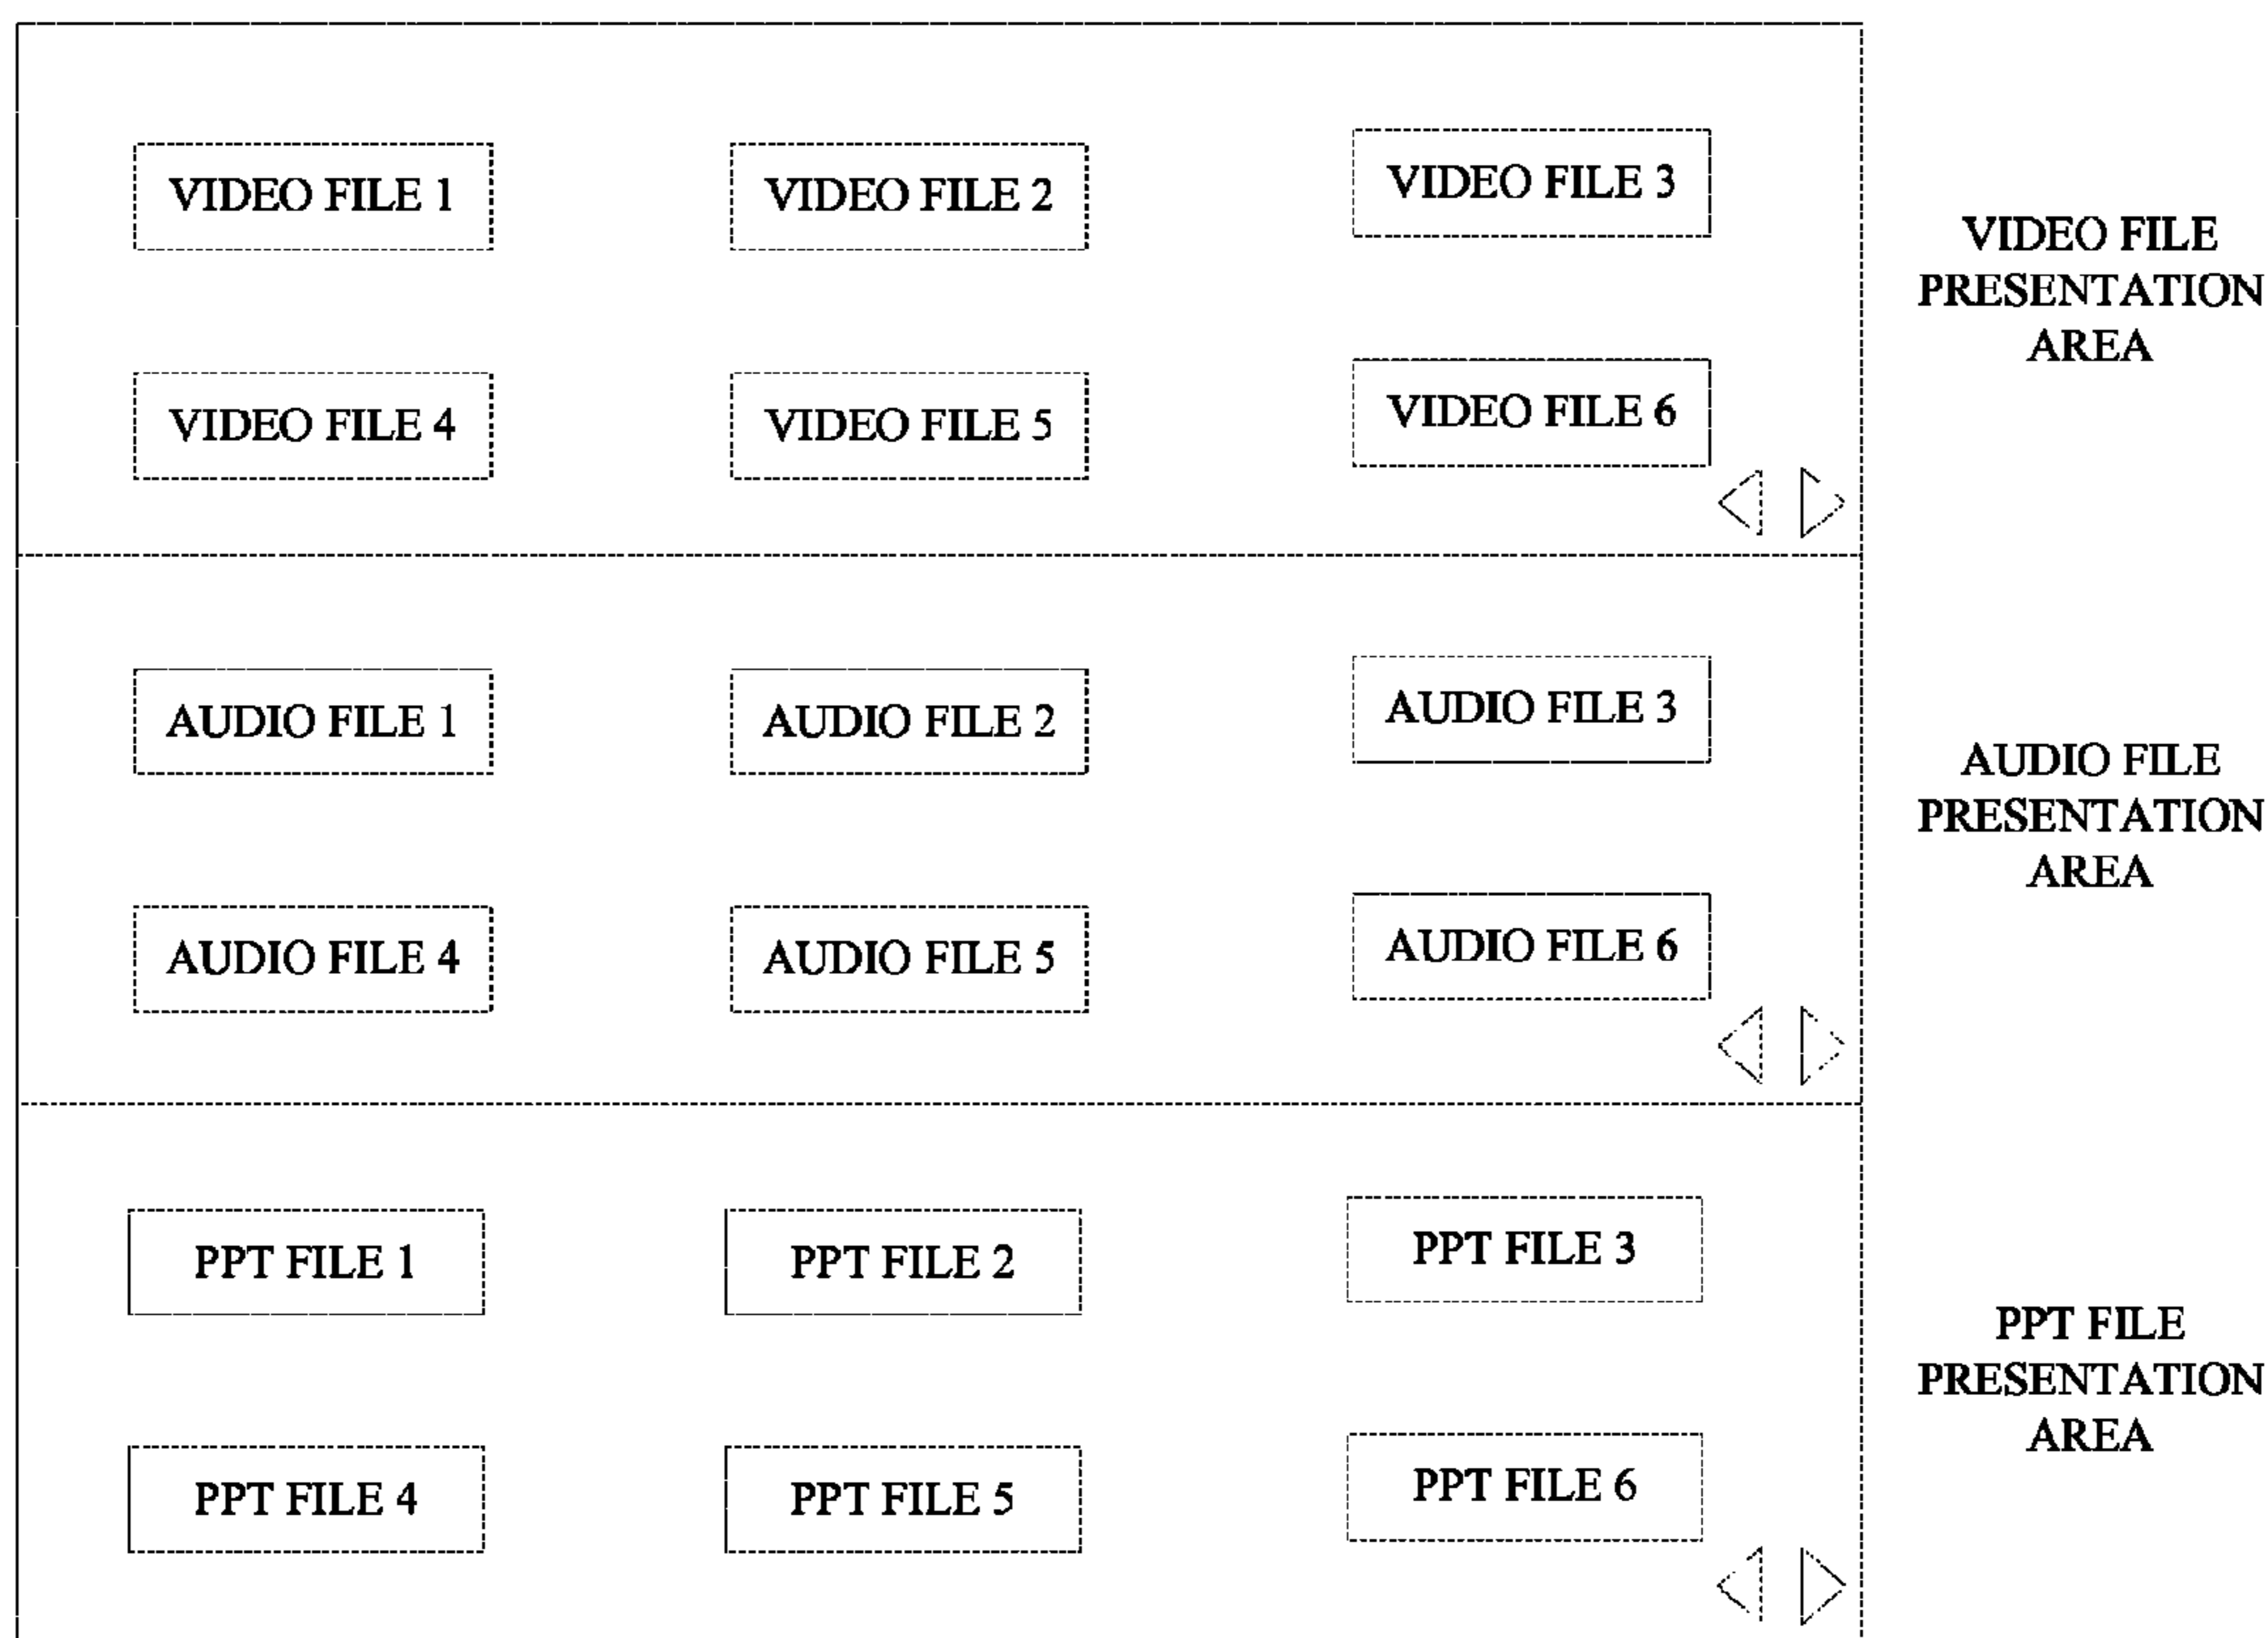 VIDEO FILE 1
VIDEO FILE 2
VIDEO FILE 3
VIDEO FILE 4
VIDEO FILE 5
VIDEO FILE 6
VIDEO FILE
PRESENTATION
AREA
AUDIO FILE 1
AUDIO FILE 2
AUDIO FILE 3
AUDIO FILE 4
AUDIO FILE 5
AUDIO FILE 6
AUDIO FILE
PRESENTATION
AREA
PPT FILE 1
PPT FILE 2
PPT FILE 3
PPT FILE 4
PPT FILE 5
PPT FILE 6
PPT FILE
PRESENTATION
AREA